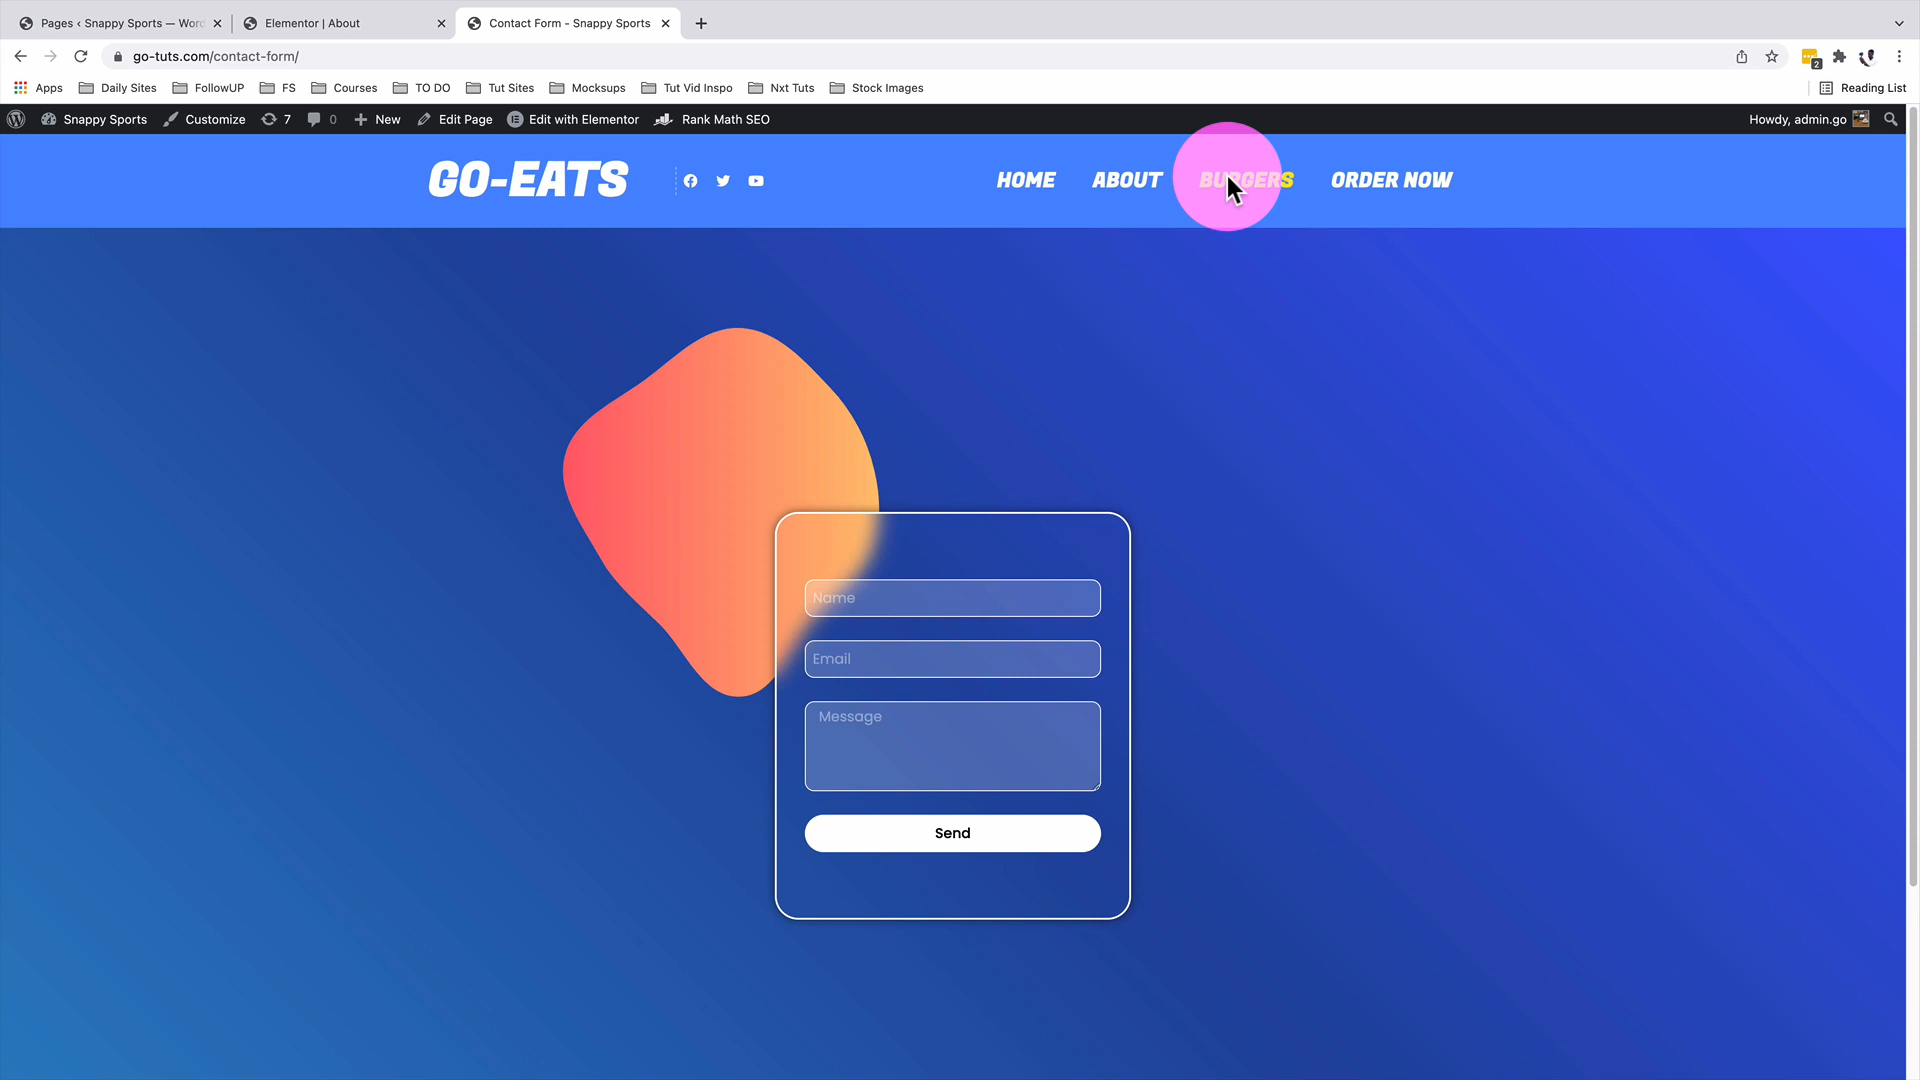 Pages ‹ Snappy Sports — Word
Elementor | About
Contact Form - Snappy Sports
go-tuts.com/contact-form/
2
Apps
Daily Sites
FollowUP
FS
Courses
TO DO
Tut Sites
Mocksups
Tut Vid Inspo
Nxt Tuts
Stock Images
Reading List
Snappy Sports
Customize
7
0
New
Edit Page
Edit with Elementor
Rank Math SEO
Howdy, admin.go
GO-EATS
HOME
ABOUT
BURGERS
ORDER NOW
Name
Email
Message
Send